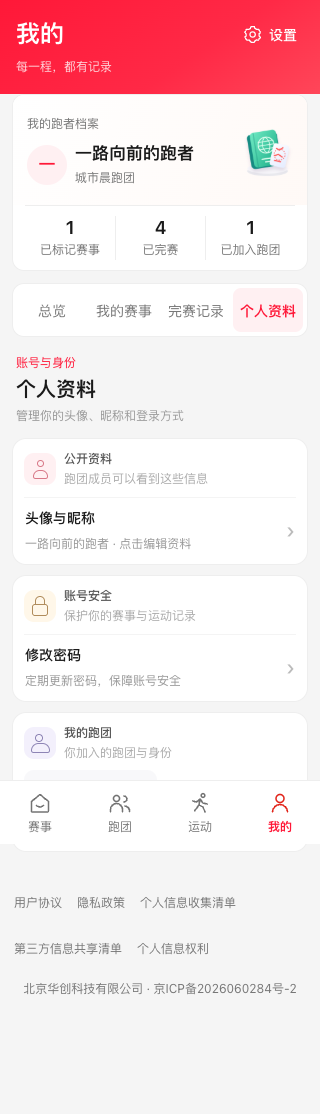 我的
设置
每一程，都有记录
我的跑者档案
一
一路向前的跑者
城市晨跑团
1
4
1
已标记赛事
已完赛
已加入跑团
总览
我的赛事
完赛记录
个人资料
账号与身份
个人资料
管理你的头像、昵称和登录方式
公开资料
跑团成员可以看到这些信息
头像与昵称
一路向前的跑者 · 点击编辑资料
账号安全
保护你的赛事与运动记录
修改密码
定期更新密码，保障账号安全
我的跑团
你加入的跑团与身份
赛事
跑团
运动
我的
用户协议
隐私政策
个人信息收集清单
第三方信息共享清单
个人信息权利
北京华创科技有限公司 · 京ICP备2026060284号-2